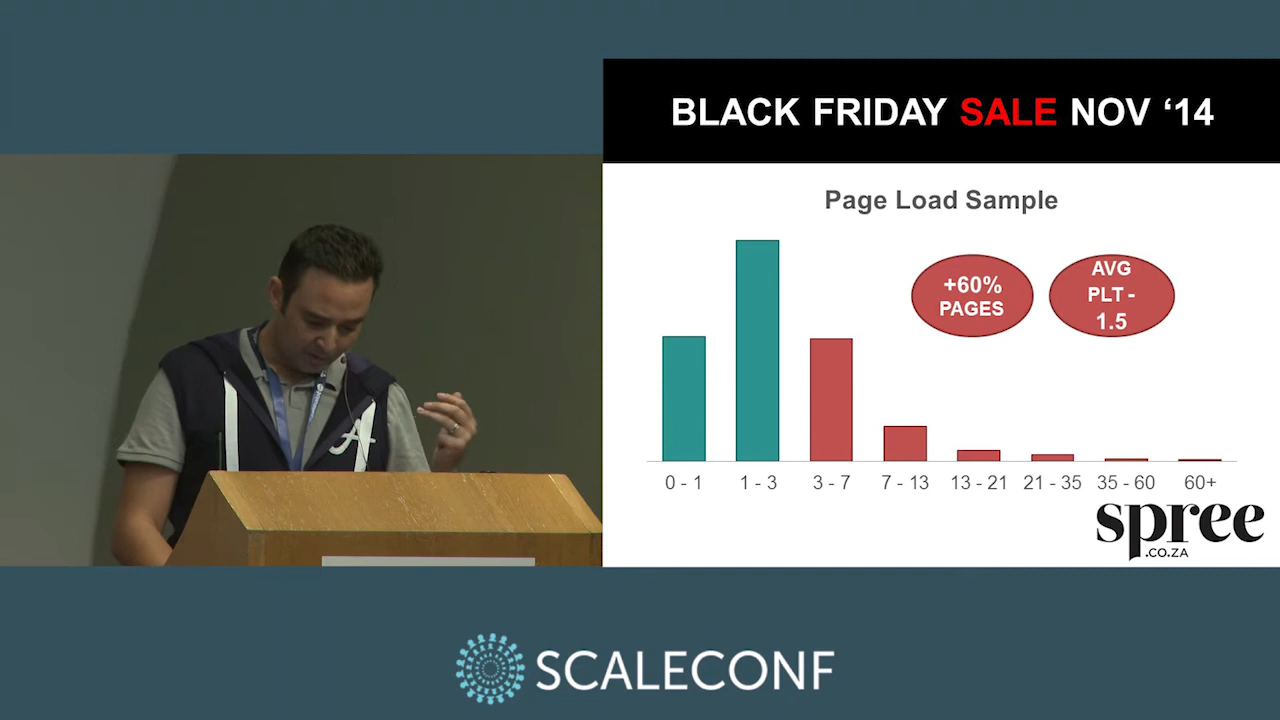 BLACK FRIDAY SALE NOV ‘14
Page Load Sample
+60%
PAGES
AVG
PLT -
1.5
0 - 1
1 - 3
3 - 7
7 - 13
13 - 21
21 - 35
35 - 60
60+
spree
.CO.ZA
A
SCALECONF